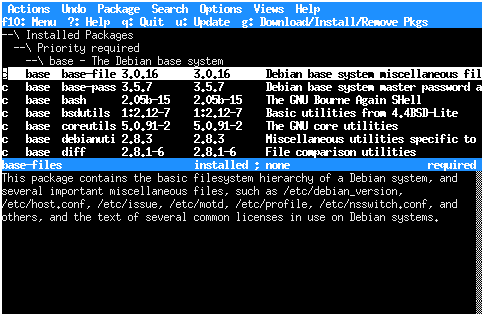 Actions Undo Package Search Options Views Help
f10: Menu ?: Help q: Quit u: Update g: Download/Install/Remove Pkgs
--\ Installed Packages
--\ Priority required
--\ base - The Debian base system
c base base-file 3.0.16 3.0.16 Debian base system miscellaneous fil
c base base-pass 3.5.7 3.5.7 Debian base system master password a
c base bash 2.05b-15 2.05b-15 The GNU Bourne Again SHell
c base bsdutils 1:2.12-7 1:2.12-7 Basic utilities from 4.4BSD-Lite
c base coreutils 5.0.91-2 5.0.91-2 The GNU core utilities
c base debianuti 2.8.3 2.8.3 Miscellaneous utilities specific to
c base diff 2.8.1-6 2.8.1-6 File comparison utilities
base-files installed ; none required
This package contains the basic filesystem hierarchy of a Debian system, and
several important miscellaneous files, such as /etc/debian_version,
/etc/host.conf, /etc/issue, /etc/motd, /etc/profile, /etc/nsswitch.conf, and
others, and the text of several common licenses in use on Debian systems.